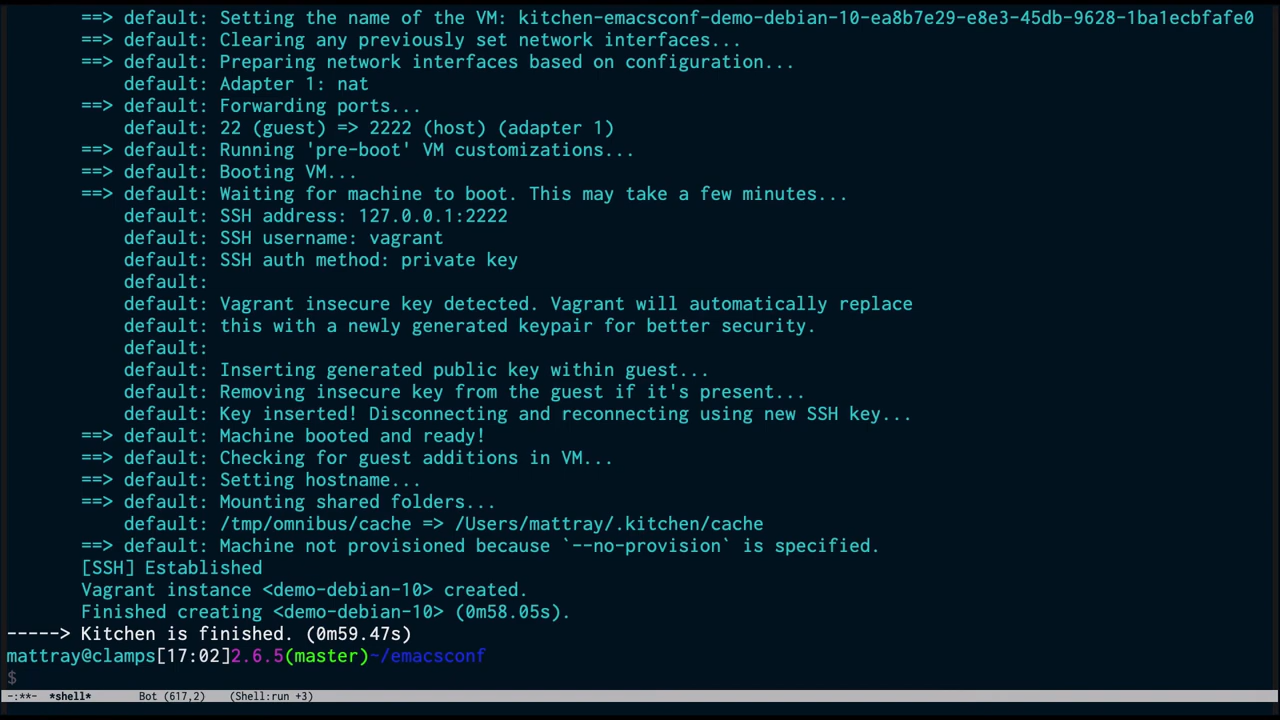 ==> default: Setting the name of the VM: kitchen-emacsconf-demo-debian-10-ea8b7e29-e8e3-45db-9628-1ba1ecbfafe0
==> default: Clearing any previously set network interfaces...
==> default: Preparing network interfaces based on configuration...
default: Adapter 1: nat
==> default: Forwarding ports...
default: 22 (guest) => 2222 (host) (adapter 1)
==> default: Running 'pre-boot' VM customizations...
==> default: Booting VM...
==> default: Waiting for machine to boot. This may take a few minutes...
default: SSH address: 127.0.0.1:2222
default: SSH username: vagrant
default: SSH auth method: private key
default:
default: Vagrant insecure key detected. Vagrant will automatically replace
default: this with a newly generated keypair for better security.
default:
default: Inserting generated public key within guest...
default: Removing insecure key from the guest if it's present...
default: Key inserted! Disconnecting and reconnecting using new SSH key...
==> default: Machine booted and ready!
==> default: Checking for guest additions in VM...
==> default: Setting hostname...
==> default: Mounting shared folders...
default: /tmp/omnibus/cache => /Users/mattray/.kitchen/cache
==> default: Machine not provisioned because `--no-provision` is specified.
[SSH] Established
Vagrant instance <demo-debian-10> created.
Finished creating <demo-debian-10> (0m58.05s).
-----> Kitchen is finished. (0m59.47s)
mattray@clamps[17:02]2.6.5(master)~/emacsconf
$
-:**- *shell* Bot (617,2) (Shell:run +3)